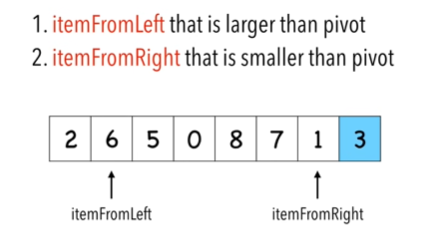 1. itemFromLeft that is larger than pivot
2. itemFromRight that is smaller than pivot
2 6 5 0 8 7 1 3
itemFromLeft itemFromRight